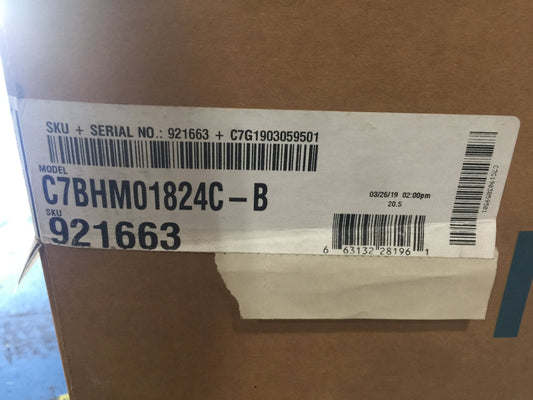 SKU + SERIAL NO.: 921663 + C7G1903059501
MODEL
C7BHM01824C-B
SKU
921663
03/26/19 02:00pm
20.5
6 63132 28196 1
C7G1903059501